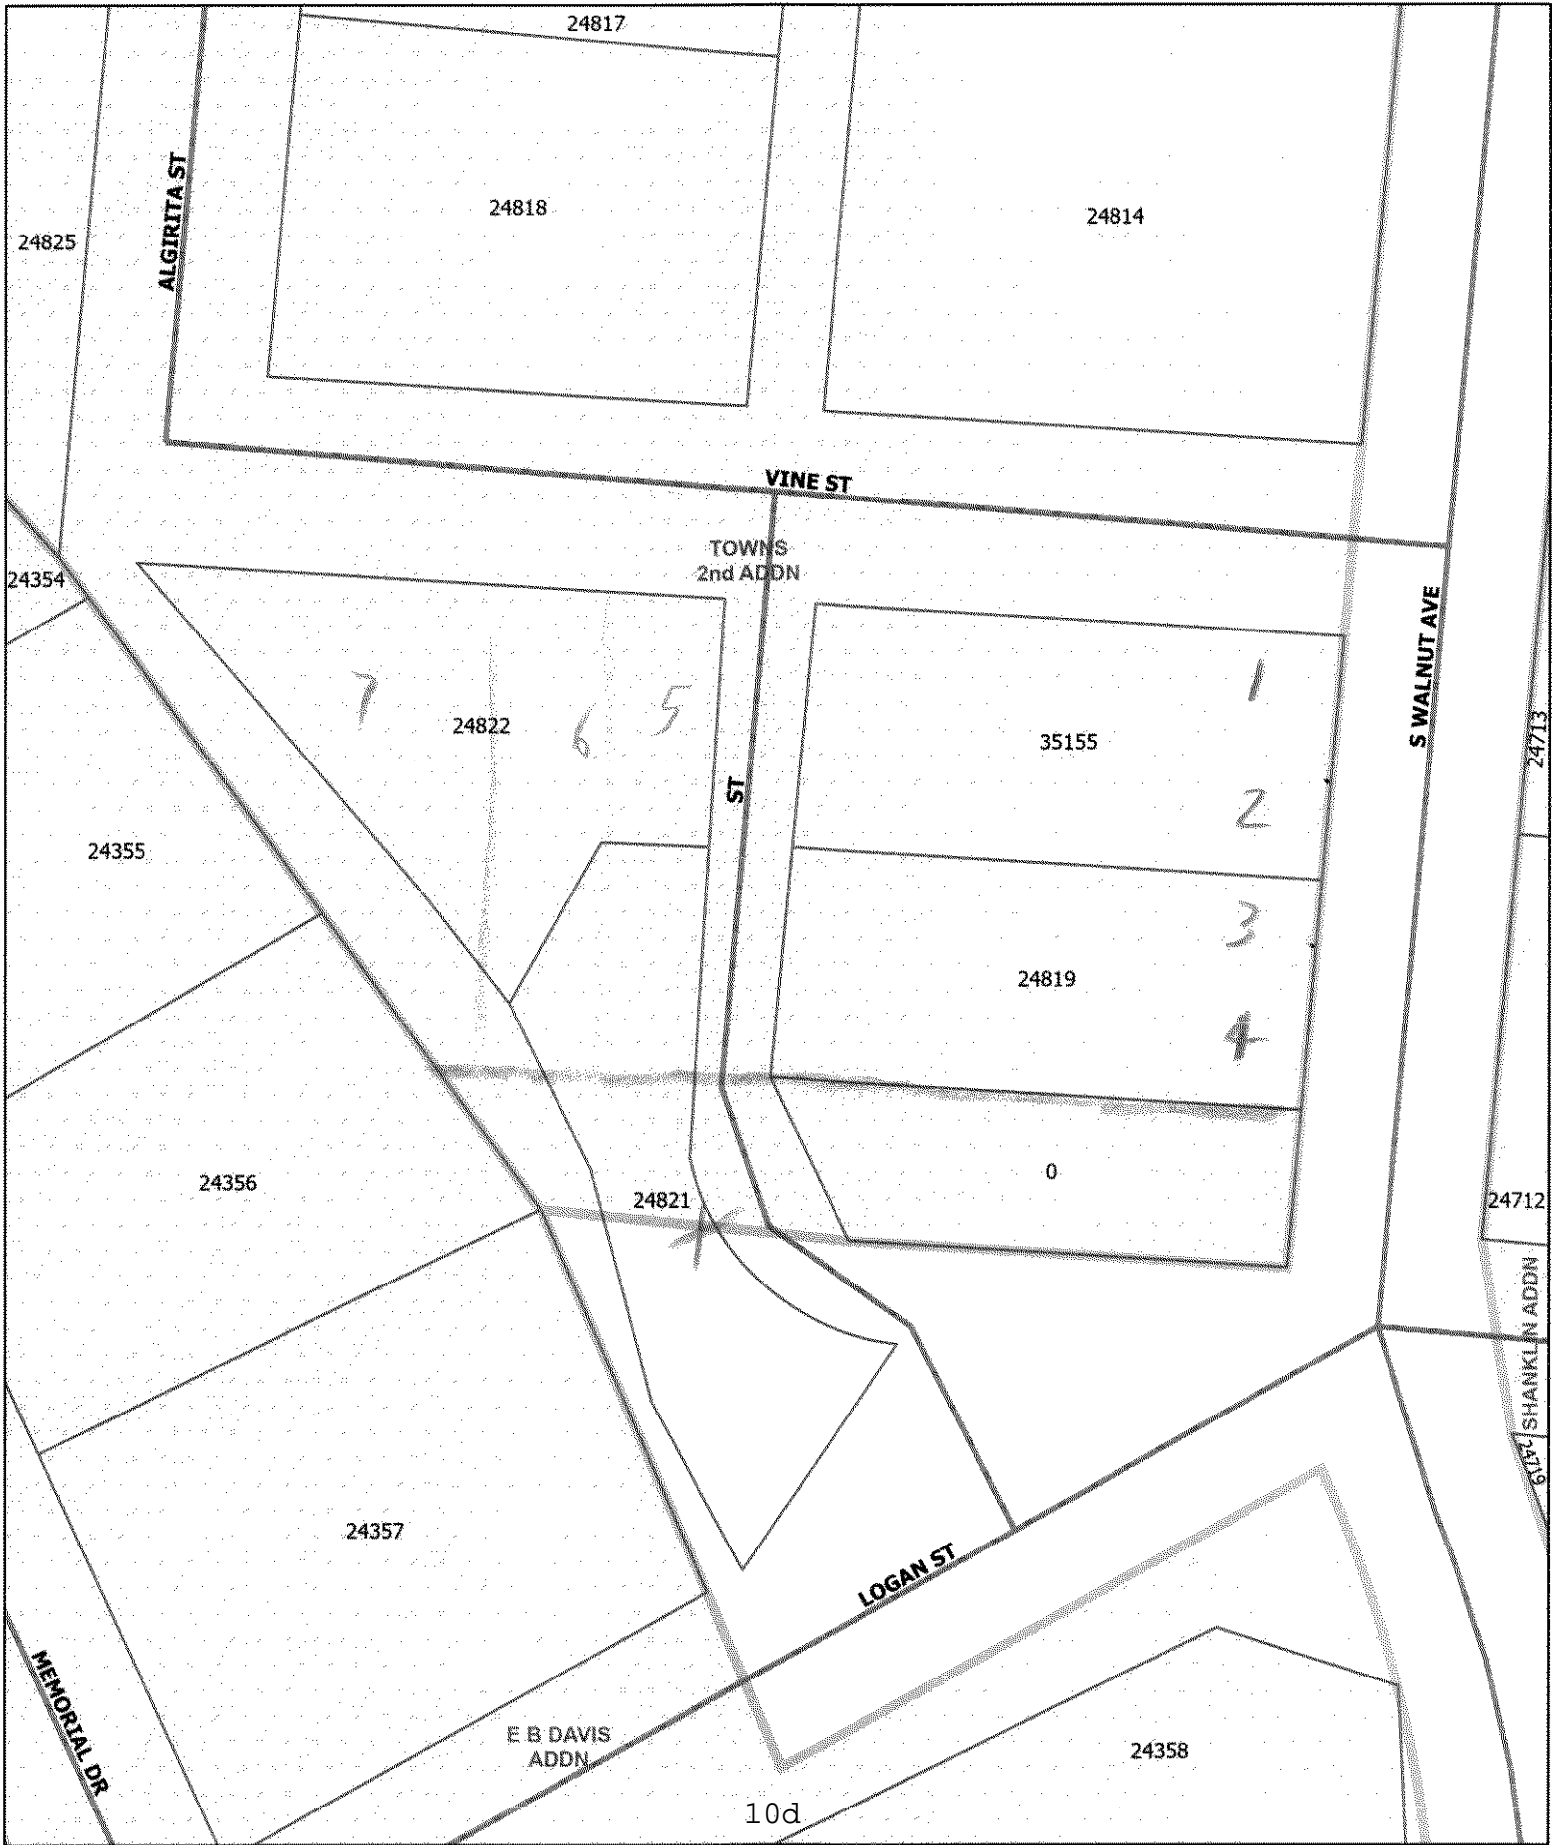 24817
24818
24814
24825
ALGIRITA ST
VINE ST
TOWNS
2nd ADDN
24354
S WALNUT AVE
7
24822
6
5
1
35155
24713
ST
2
24355
3
24819
4
24356
24821
0
24712
SHANKLIN ADDN
24719
24357
LOGAN ST
MEMORIAL DR
E B DAVIS
ADDN
24358
10d